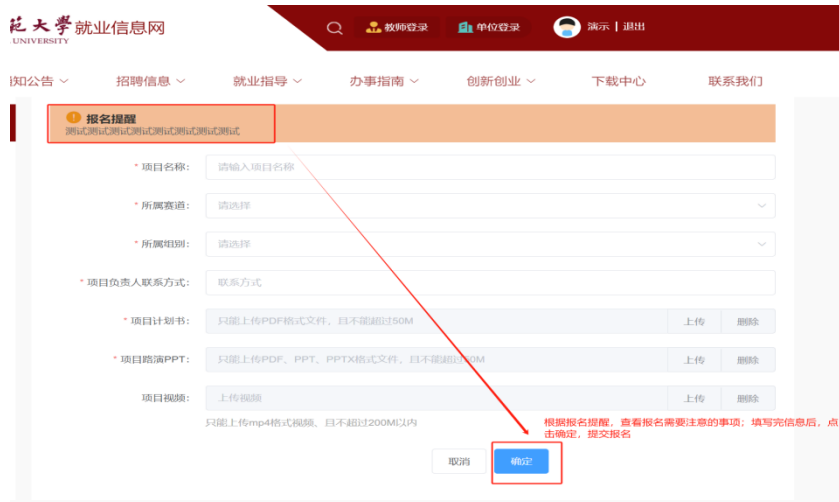 范大学就业信息网
UNIVERSITY
教师登录
单位登录
演示 | 退出
知公告
招聘信息
就业指导
办事指南
创新创业
下载中心
联系我们
报名提醒
测试测试测试测试测试测试测试测试
* 项目名称：
请输入项目名称
* 所属赛道：
请选择
* 所属组别：
请选择
* 项目负责人联系方式：
联系方式
* 项目计划书：
只能上传PDF格式文件，且不能超过50M
上传
删除
* 项目路演PPT：
只能上传PDF、PPT、PPTX格式文件，且不能超过50M
上传
删除
项目视频：
上传视频
上传
删除
只能上传mp4格式视频，且不超过200M以内
根据报名提醒，查看报名需要注意的事项；填写完信息后，点
击确定，提交报名
取消
确定